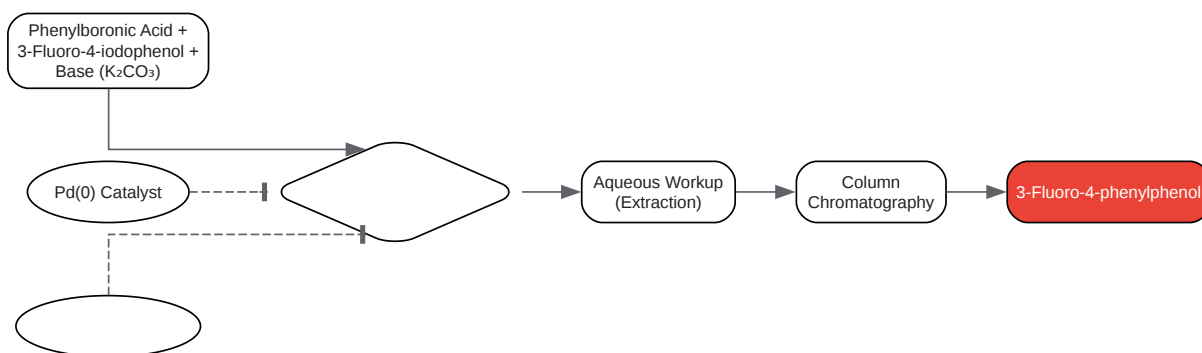 Phenylboronic Acid +
3-Fluoro-4-iodophenol +
Base (K₂CO₃)
Pd(0) Catalyst
Aqueous Workup
(Extraction)
Column
Chromatography
3-Fluoro-4-phenylphenol